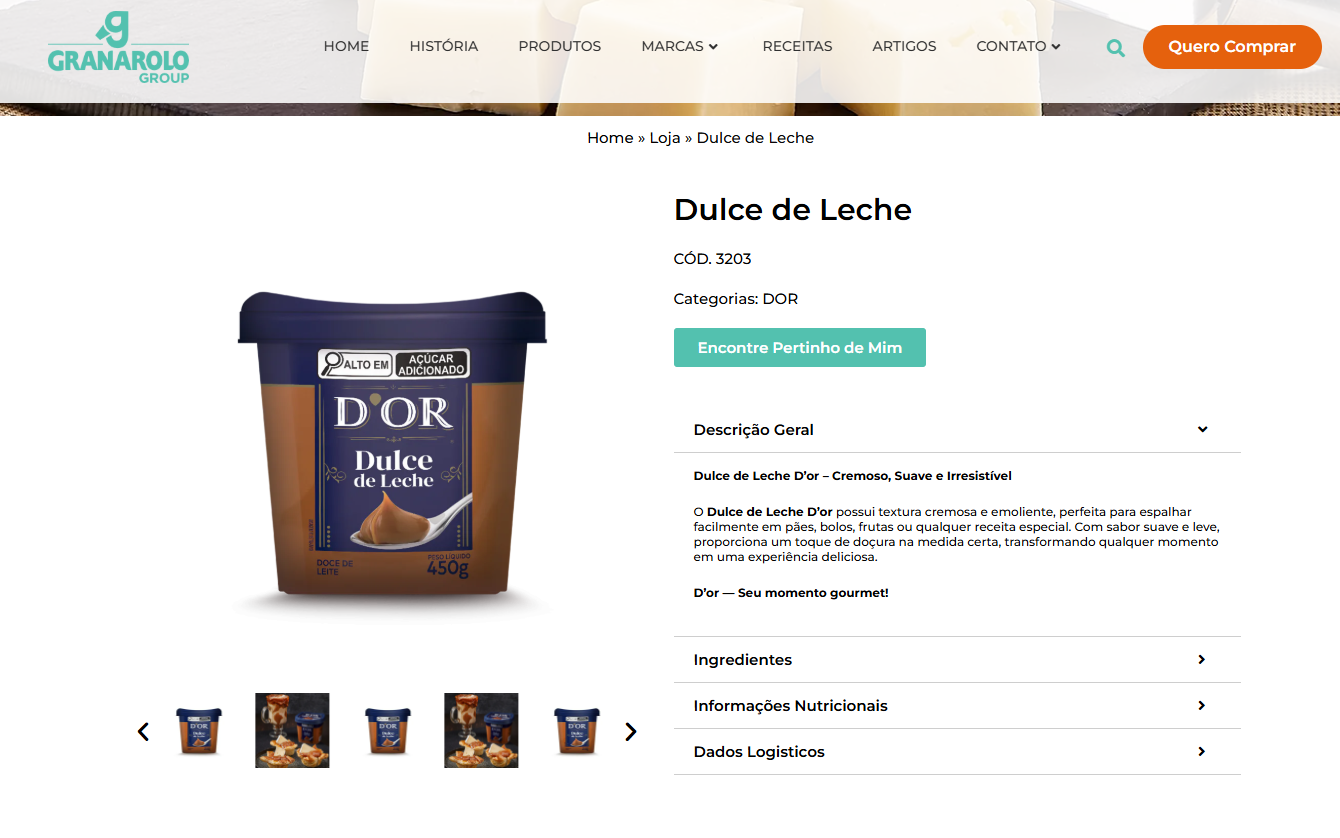 GRANAROLO
GROUP
HOME HISTÓRIA PRODUTOS MARCAS RECEITAS ARTIGOS CONTATO
Quero Comprar
Home » Loja » Dulce de Leche
ALTO EM
AÇÚCAR
ADICIONADO
D'OR
Dulce
de Leche
DOCE DE
LEITE
PESO LÍQUIDO
450g
Dulce de Leche
CÓD. 3203
Categorias: DOR
Encontre Pertinho de Mim
Descrição Geral
Dulce de Leche D’or – Cremoso, Suave e Irresistível
O Dulce de Leche D’or possui textura cremosa e emoliente, perfeita para espalhar
facilmente em pães, bolos, frutas ou qualquer receita especial. Com sabor suave e leve,
proporciona um toque de doçura na medida certa, transformando qualquer momento
em uma experiência deliciosa.
D’or — Seu momento gourmet!
Ingredientes
Informações Nutricionais
Dados Logisticos